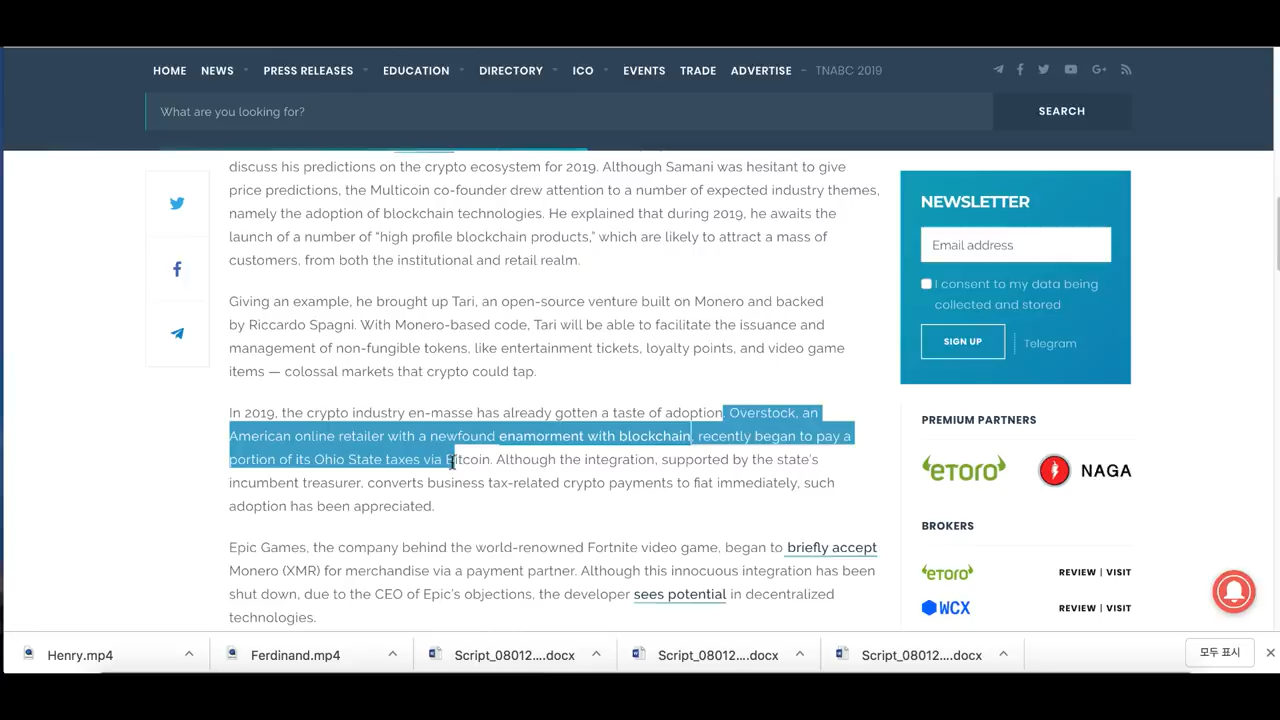 HOME NEWS PRESS RELEASES EDUCATION DIRECTORY ICO EVENTS TRADE ADVERTISE – TNABC 2019
What are you looking for? SEARCH
discuss his predictions on the crypto ecosystem for 2019. Although Samani was hesitant to give
price predictions, the Multicoin co-founder drew attention to a number of expected industry themes,
namely the adoption of blockchain technologies. He explained that during 2019, he awaits the
launch of a number of “high profile blockchain products,” which are likely to attract a mass of
customers, from both the institutional and retail realm.
Giving an example, he brought up Tari, an open-source venture built on Monero and backed
by Riccardo Spagni. With Monero-based code, Tari will be able to facilitate the issuance and
management of non-fungible tokens, like entertainment tickets, loyalty points, and video game
items — colossal markets that crypto could tap.
In 2019, the crypto industry en-masse has already gotten a taste of adoption. Overstock, an
American online retailer with a newfound enamorment with blockchain, recently began to pay a
portion of its Ohio State taxes via Bitcoin. Although the integration, supported by the state's
incumbent treasurer, converts business tax-related crypto payments to fiat immediately, such
adoption has been appreciated.
Epic Games, the company behind the world-renowned Fortnite video game, began to briefly accept
Monero (XMR) for merchandise via a payment partner. Although this innocuous integration has been
shut down, due to the CEO of Epic's objections, the developer sees potential in decentralized
technologies.
NEWSLETTER
Email address
I consent to my data being
collected and stored
SIGN UP Telegram
PREMIUM PARTNERS
eToro NAGA
BROKERS
eToro REVIEW | VISIT
WCX REVIEW | VISIT
Henry.mp4 Ferdinand.mp4 Script_08012....docx Script_08012....docx Script_08012....docx 모두 표시